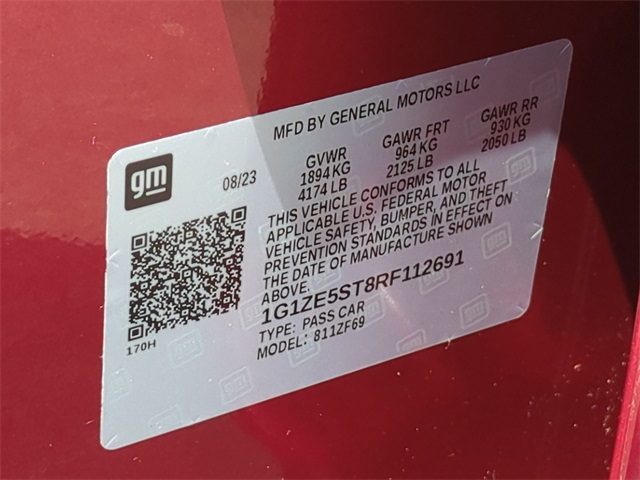 MFD BY GENERAL MOTORS LLC
gm
08/23
GVWR
1894 KG
4174 LB
GAWR FRT
964 KG
2125 LB
GAWR RR
930 KG
2050 LB
THIS VEHICLE CONFORMS TO ALL
APPLICABLE U.S. FEDERAL MOTOR
VEHICLE SAFETY, BUMPER, AND THEFT
PREVENTION STANDARDS IN EFFECT ON
THE DATE OF MANUFACTURE SHOWN
ABOVE.
1G1ZE5ST8RF112691
TYPE: PASS CAR
MODEL: 811ZF69
170H